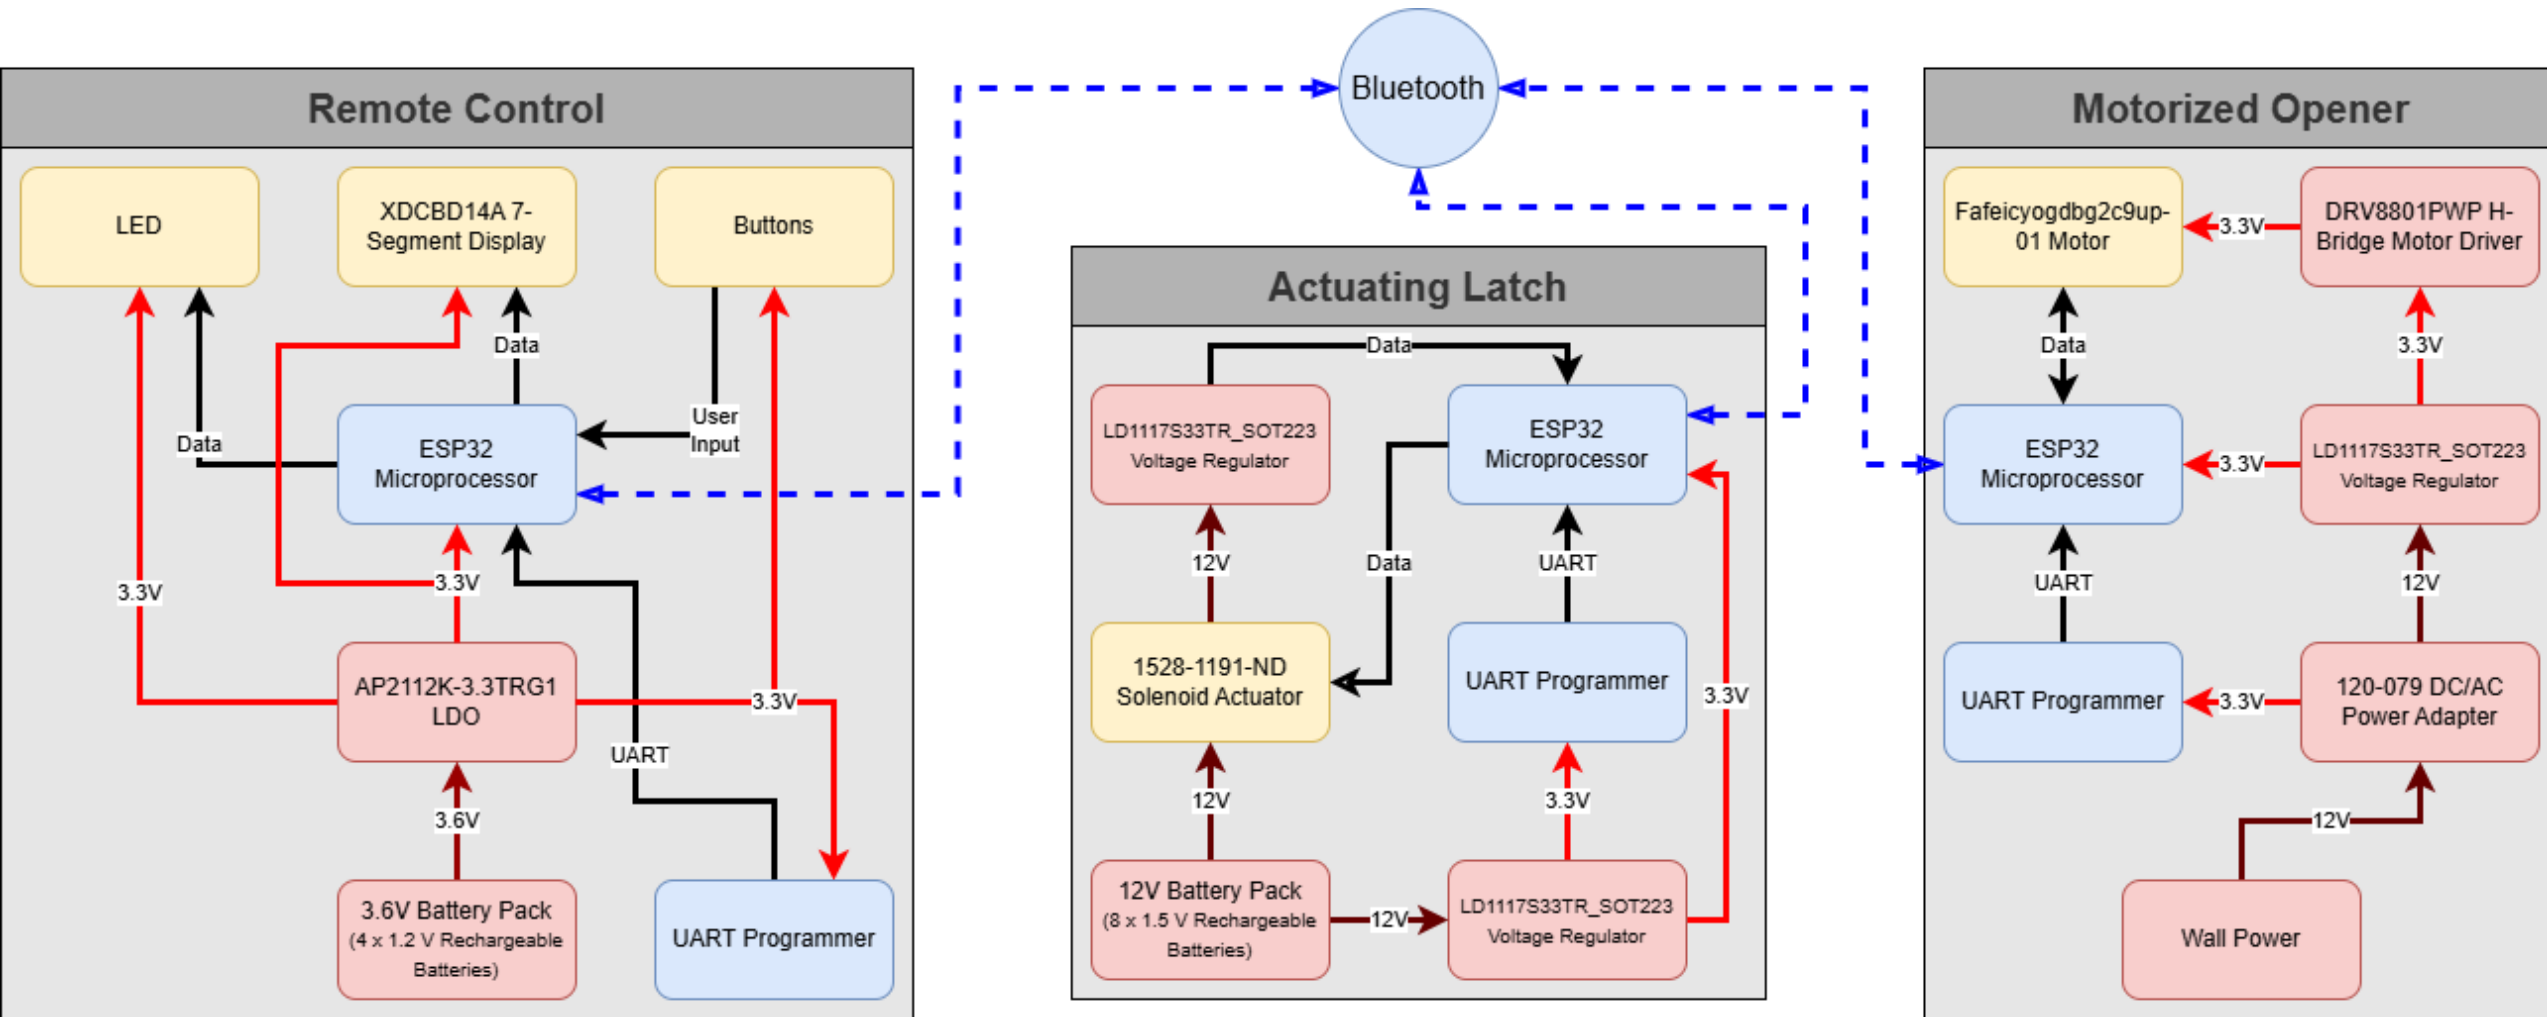 Bluetooth
Remote Control
LED
XDCBD14A 7-
Segment Display
Buttons
Data
User
Input
Data
ESP32
Microprocessor
3.3V
3.3V
AP2112K-3.3TRG1
LDO
3.3V
UART
3.6V
3.6V Battery Pack
(4 x 1.2 V Rechargeable
Batteries)
UART Programmer
Actuating Latch
Data
LD1117S33TR_SOT223
Voltage Regulator
ESP32
Microprocessor
12V
Data
UART
1528-1191-ND
Solenoid Actuator
UART Programmer
3.3V
12V
3.3V
12V Battery Pack
(8 x 1.5 V Rechargeable
Batteries)
12V
LD1117S33TR_SOT223
Voltage Regulator
Motorized Opener
Fafeicyogdbg2c9up-
01 Motor
3.3V
DRV8801PWP H-
Bridge Motor Driver
Data
3.3V
ESP32
Microprocessor
3.3V
LD1117S33TR_SOT223
Voltage Regulator
UART
12V
UART Programmer
3.3V
120-079 DC/AC
Power Adapter
12V
Wall Power